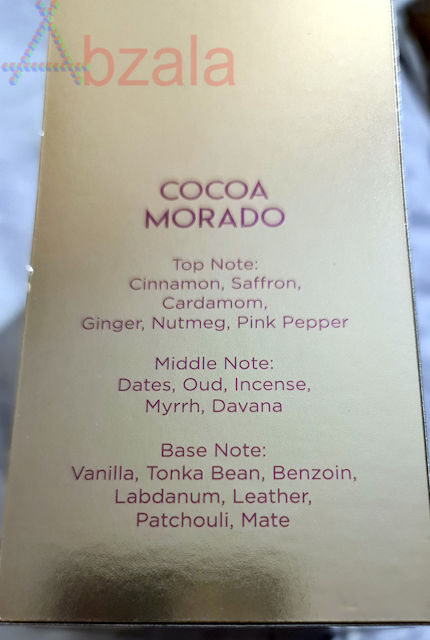 Abzala
COCOA
MORADO
Top Note:
Cinnamon, Saffron,
Cardamom,
Ginger, Nutmeg, Pink Pepper
Middle Note:
Dates, Oud, Incense,
Myrrh, Davana
Base Note:
Vanilla, Tonka Bean, Benzoin,
Labdanum, Leather,
Patchouli, Mate